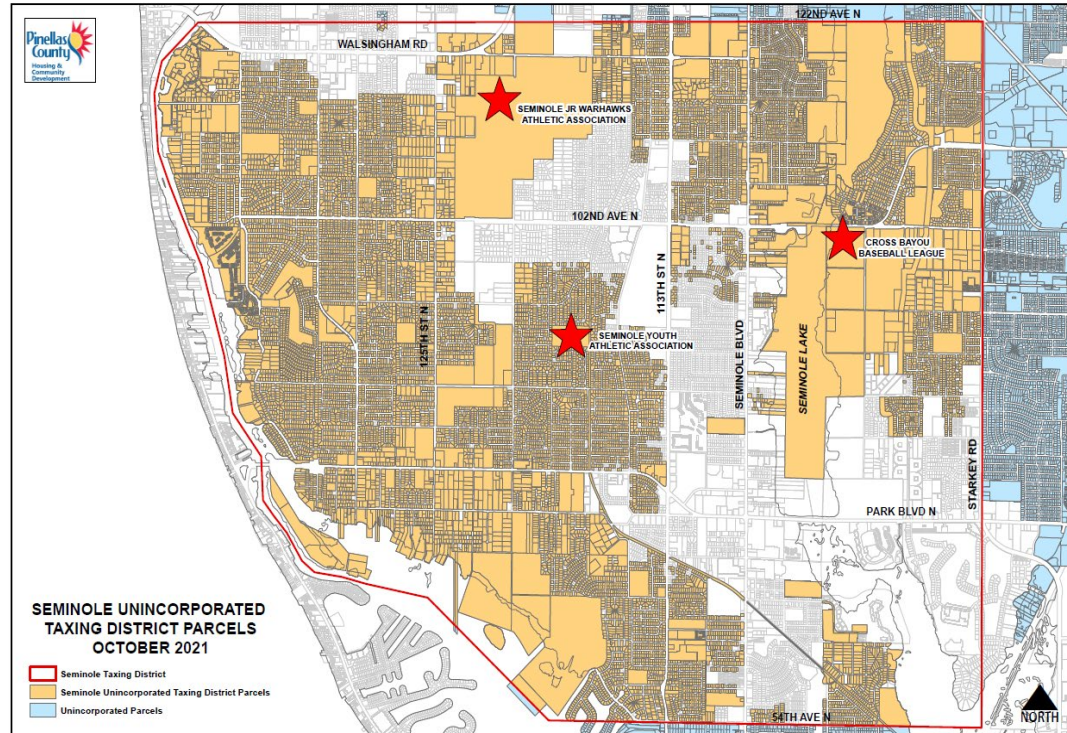 Pinellas
County
Housing &
Community
Development
122ND AVE N
WALSINGHAM RD
SEMINOLE JR WARHAWKS
ATHLETIC ASSOCIATION
102ND AVE N
CROSS BAYOU
BASEBALL LEAGUE
113TH ST N
125TH ST N
SEMINOLE YOUTH
ATHLETIC ASSOCIATION
SEMINOLE BLVD
SEMINOLE LAKE
STARKEY RD
PARK BLVD N
SEMINOLE UNINCORPORATED
TAXING DISTRICT PARCELS
OCTOBER 2021
Seminole Taxing District
Seminole Unincorporated Taxing District Parcels
Unincorporated Parcels
54TH AVE N
NORTH